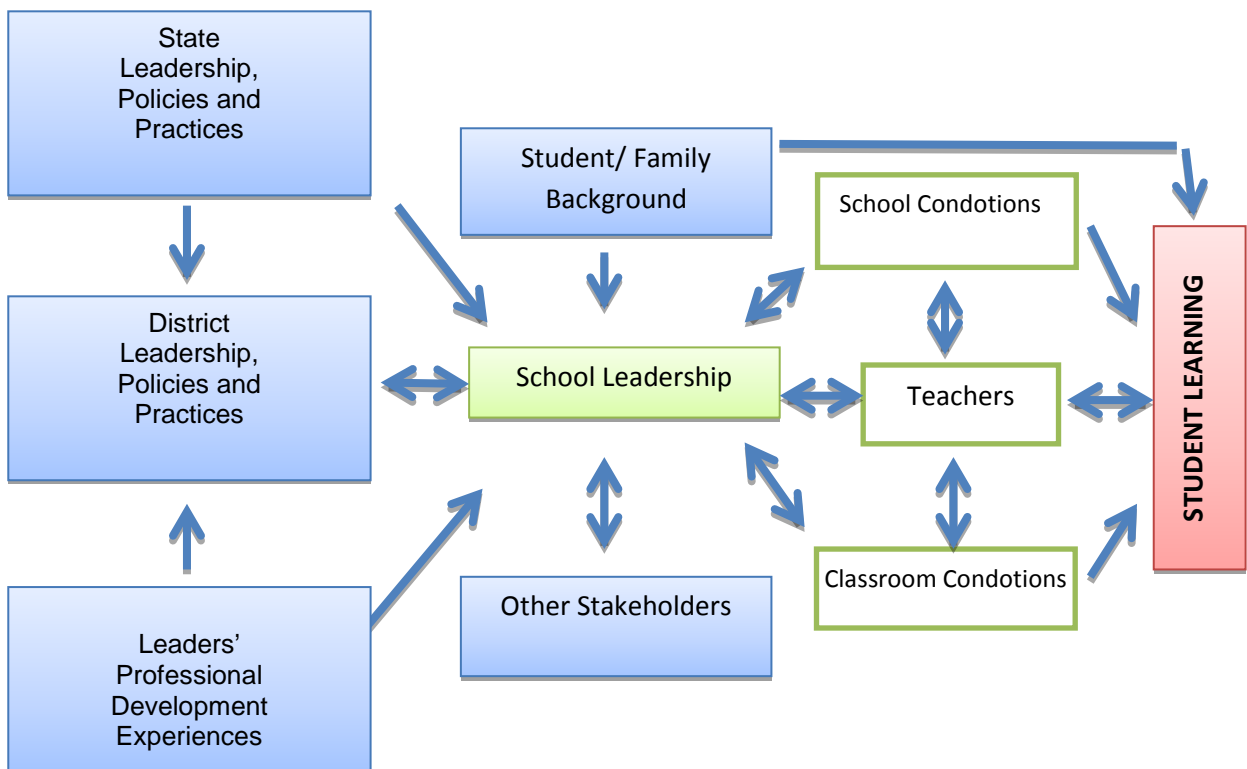 State
Leadership,
Policies and
Practices
Student/ Family
Background
School Condotions
District
Leadership,
Policies and
Practices
School Leadership
Teachers
STUDENT LEARNING
Leaders’
Professional
Development
Experiences
Other Stakeholders
Classroom Condotions